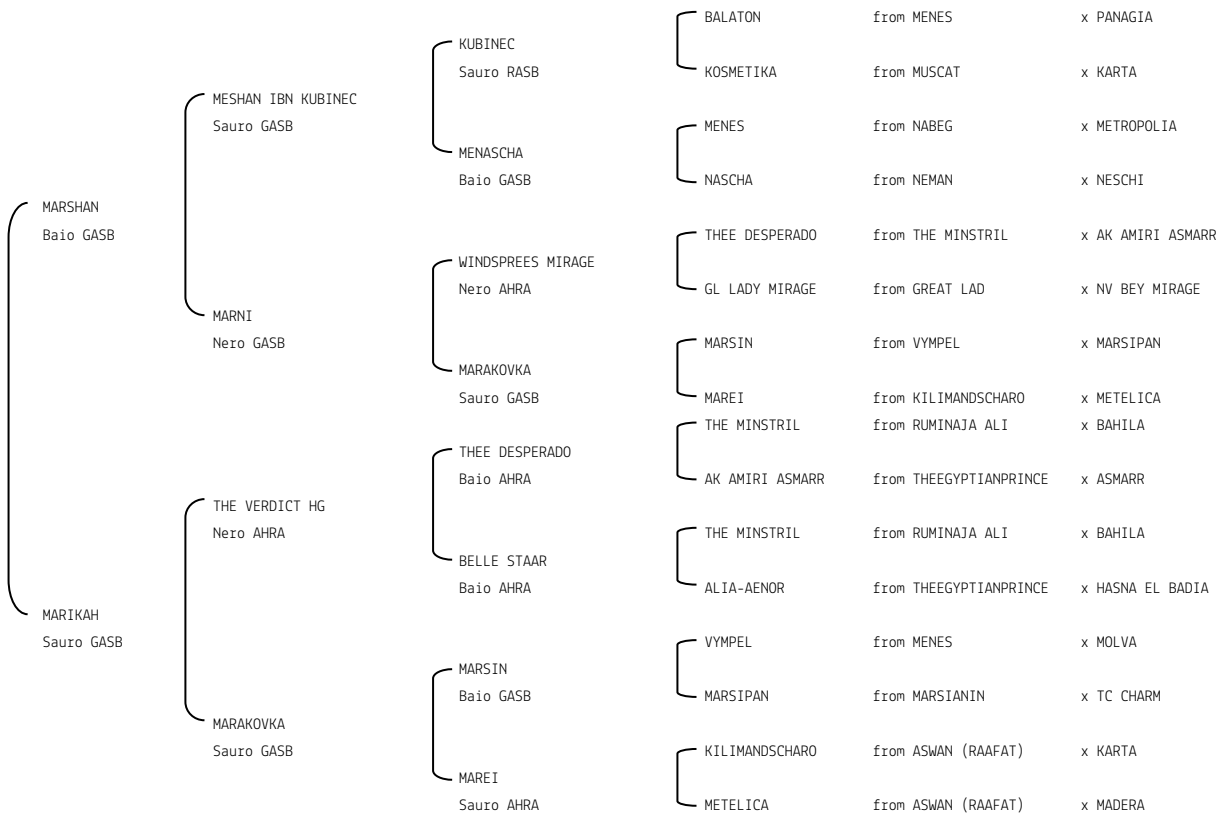 BALATON from MENES x PANAGIA
KUBINEC
Sauro RASB
KOSMETIKA from MUSCAT x KARTA
MESHAN IBN KUBINEC
Sauro GASB
MENES from NABEG x METROPOLIA
MENASCHA
Baio GASB
NASCHA from NEMAN x NESCHI
MARSHAN
Baio GASB
THEE DESPERADO from THE MINSTRIL x AK AMIRI ASMARR
WINDSPREES MIRAGE
Nero AHRA
GL LADY MIRAGE from GREAT LAD x NV BEY MIRAGE
MARNI
Nero GASB
MARSIN from VYMPEL x MARSIPAN
MARAKOVKA
Sauro GASB
MAREI from KILIMANDSCHARO x METELICA
THE MINSTRIL from RUMINAJA ALI x BAHILA
THEE DESPERADO
Baio AHRA
AK AMIRI ASMARR from THEEGYPTIANPRINCE x ASMARR
THE VERDICT HG
Nero AHRA
THE MINSTRIL from RUMINAJA ALI x BAHILA
BELLE STAAR
Baio AHRA
ALIA-AENOR from THEEGYPTIANPRINCE x HASNA EL BADIA
MARIKAH
Sauro GASB
VYMPEL from MENES x MOLVA
MARSIN
Baio GASB
MARSIPAN from MARSIANIN x TC CHARM
MARAKOVKA
Sauro GASB
KILIMANDSCHARO from ASWAN (RAAFAT) x KARTA
MAREI
Sauro AHRA
METELICA from ASWAN (RAAFAT) x MADERA